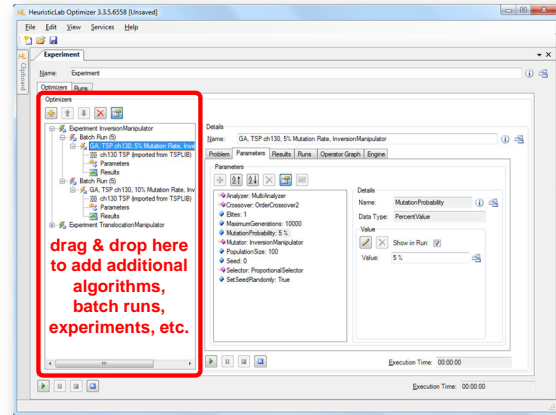 HeuristicLab Optimizer 3.3.5.6558 [Unsaved]
File Edit View Services Help
Experiment
Clipboard
Name: Experiment
Optimizers Runs
Optimizers
Experiment InversionManipulator
Batch Run (5)
GA, TSP ch130, 5% Mutation Rate, Inve
ch130 TSP (imported from TSPLIB)
Parameters
Results
Batch Run (5)
GA, TSP ch130, 10% Mutation Rate, Inv
ch130 TSP (imported from TSPLIB)
Parameters
Results
Experiment TranslocationManipulator
drag & drop here
to add additional
algorithms,
batch runs,
experiments, etc.
Details
Name: GA, TSP ch130, 5% Mutation Rate, InversionManipulator
Problem Parameters Results Runs Operator Graph Engine
Parameters
Analyzer: MultiAnalyzer
Crossover: OrderCrossover2
Elites: 1
MaximumGenerations: 10000
MutationProbability: 5 %
Mutator: InversionManipulator
PopulationSize: 100
Seed: 0
Selector: ProportionalSelector
SetSeedRandomly: True
Details
Name: MutationProbability
Data Type: PercentValue
Value
Show in Run:
Value: 5 %
Execution Time: 00:00:00
Execution Time: 00:00:00